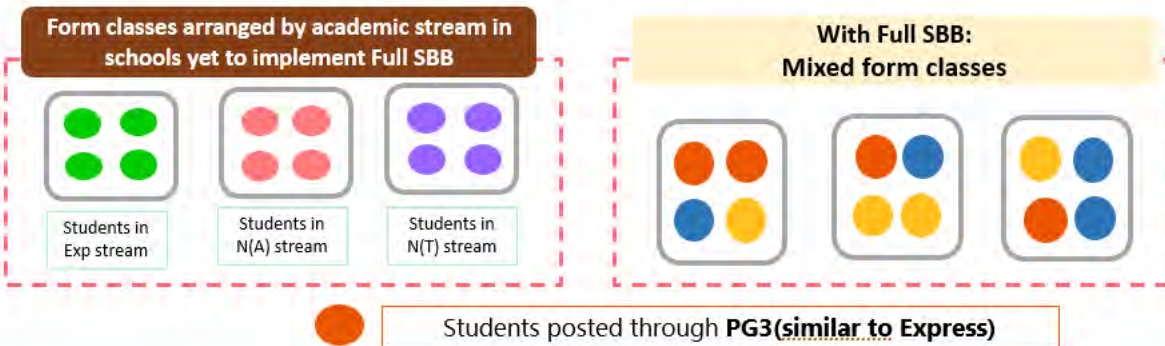 Form classes arranged by academic stream in
schools yet to implement Full SBB
With Full SBB:
Mixed form classes
Students in
Exp stream
Students in
N(A) stream
Students in
N(T) stream
Students posted through PG3(similar to Express)